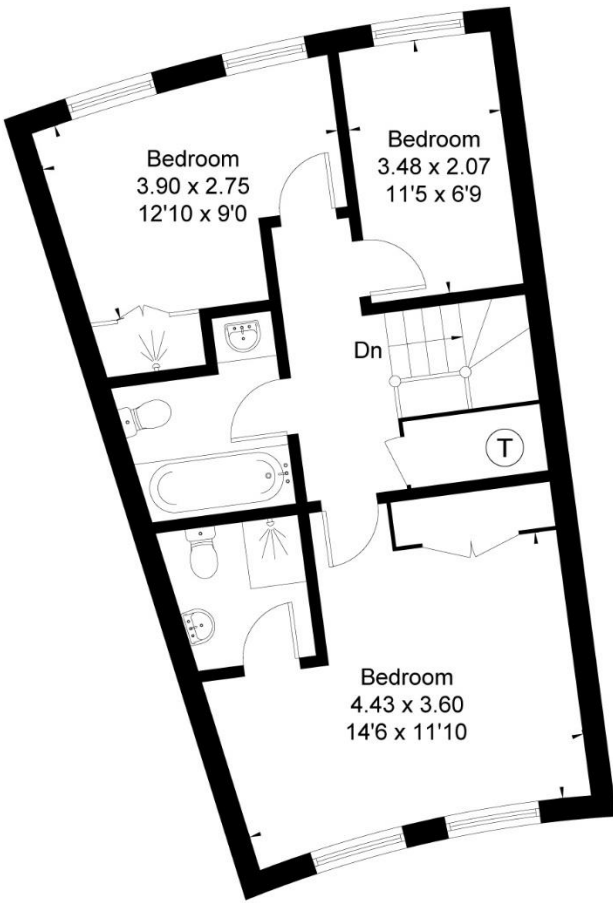 Bedroom
3.90 x 2.75
12'10 x 9'0
Bedroom
3.48 x 2.07
11'5 x 6'9
Dn
T
Bedroom
4.43 x 3.60
14'6 x 11'10